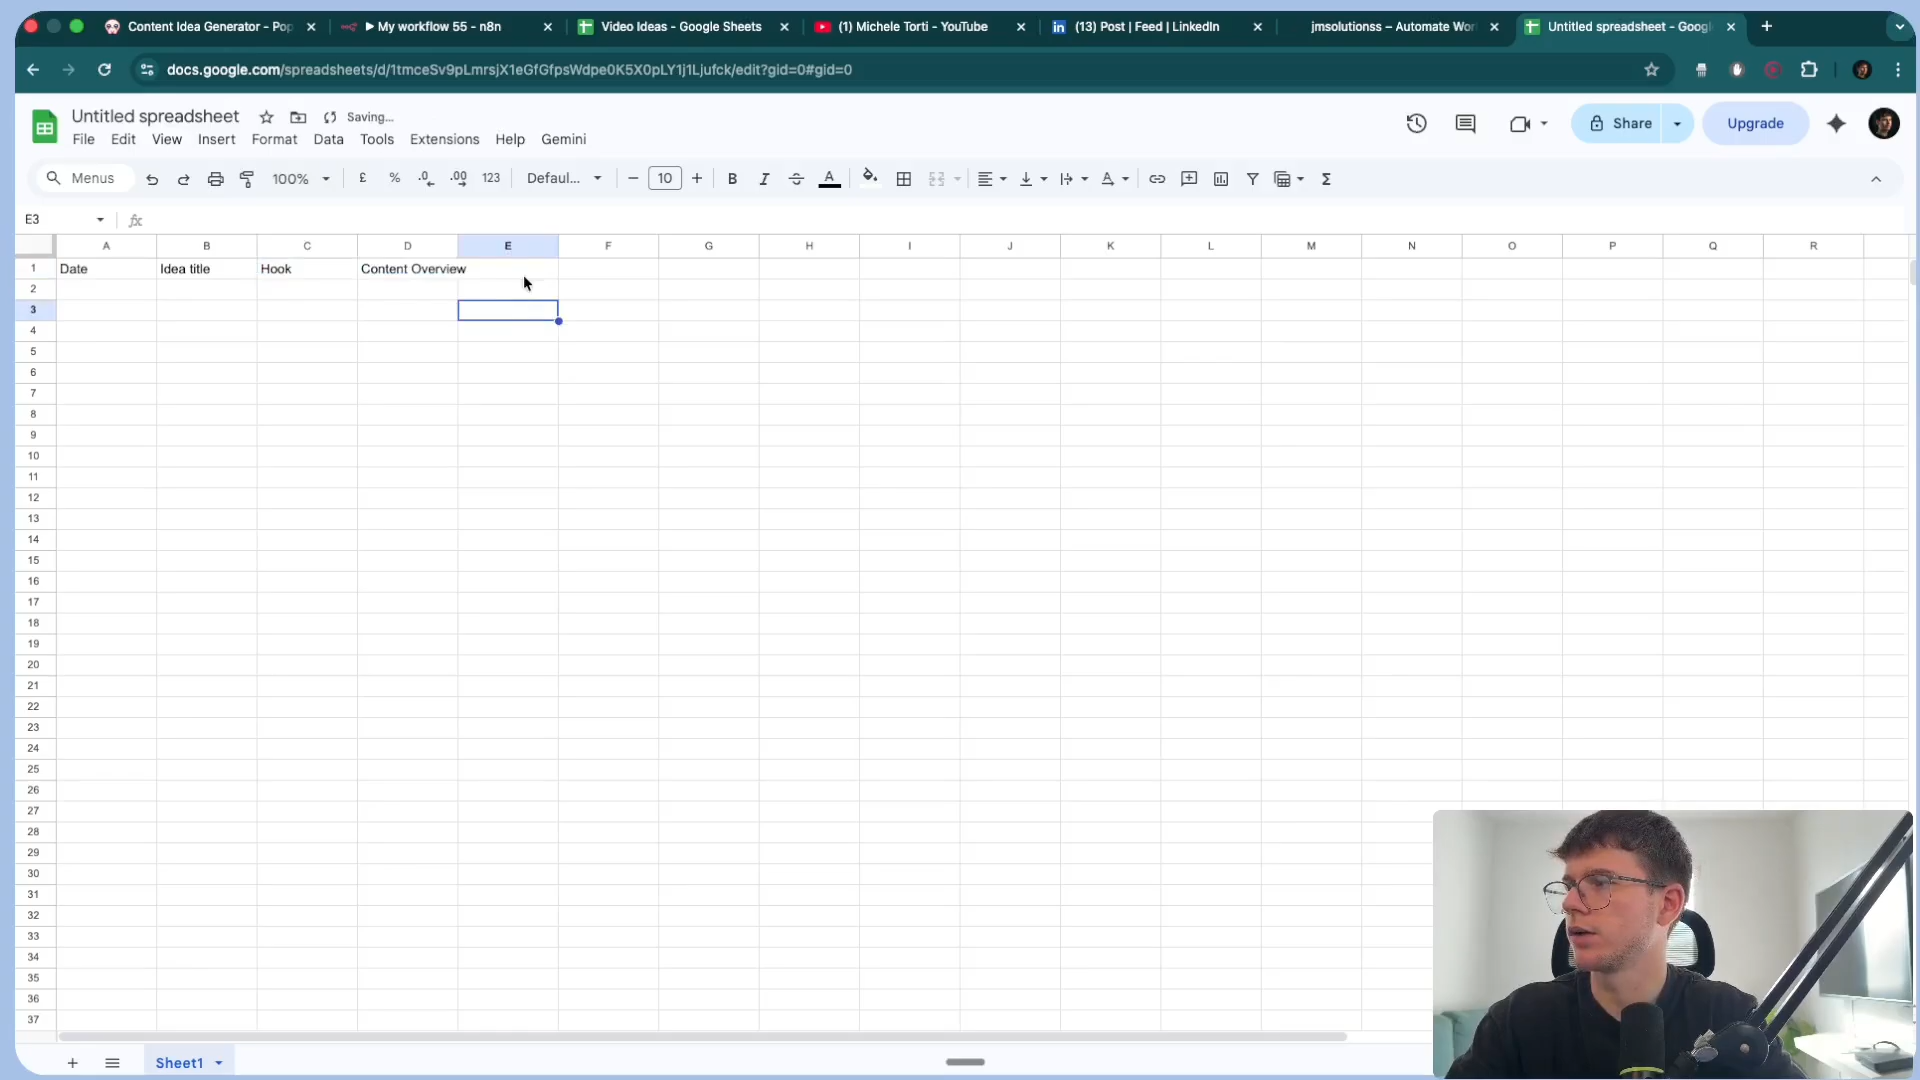 Content Idea Generator - Pop
My workflow 55 - n8n
Video Ideas - Google Sheets
(1) Michele Torti - YouTube
(13) Post | Feed | LinkedIn
jmsolutionss – Automate Wor
Untitled spreadsheet - Googl
docs.google.com/spreadsheets/d/1tmceSv9pLmrsjX1eGfGfpsWdpe0K5X0pLY1j1Ljufck/edit?gid=0#gid=0
Untitled spreadsheet
Saving...
File Edit View Insert Format Data Tools Extensions Help Gemini
Share
Upgrade
Menus
100%
£ % .0 .00 123
Defaul...
10
B I A
E3
fx
A B C D E F G H I J K L M N O P Q R
1 Date Idea title Hook Content Overview
2
3
4
5
6
7
8
9
10
11
12
13
14
15
16
17
18
19
20
21
22
23
24
25
26
27
28
29
30
31
32
33
34
35
36
37
Sheet1